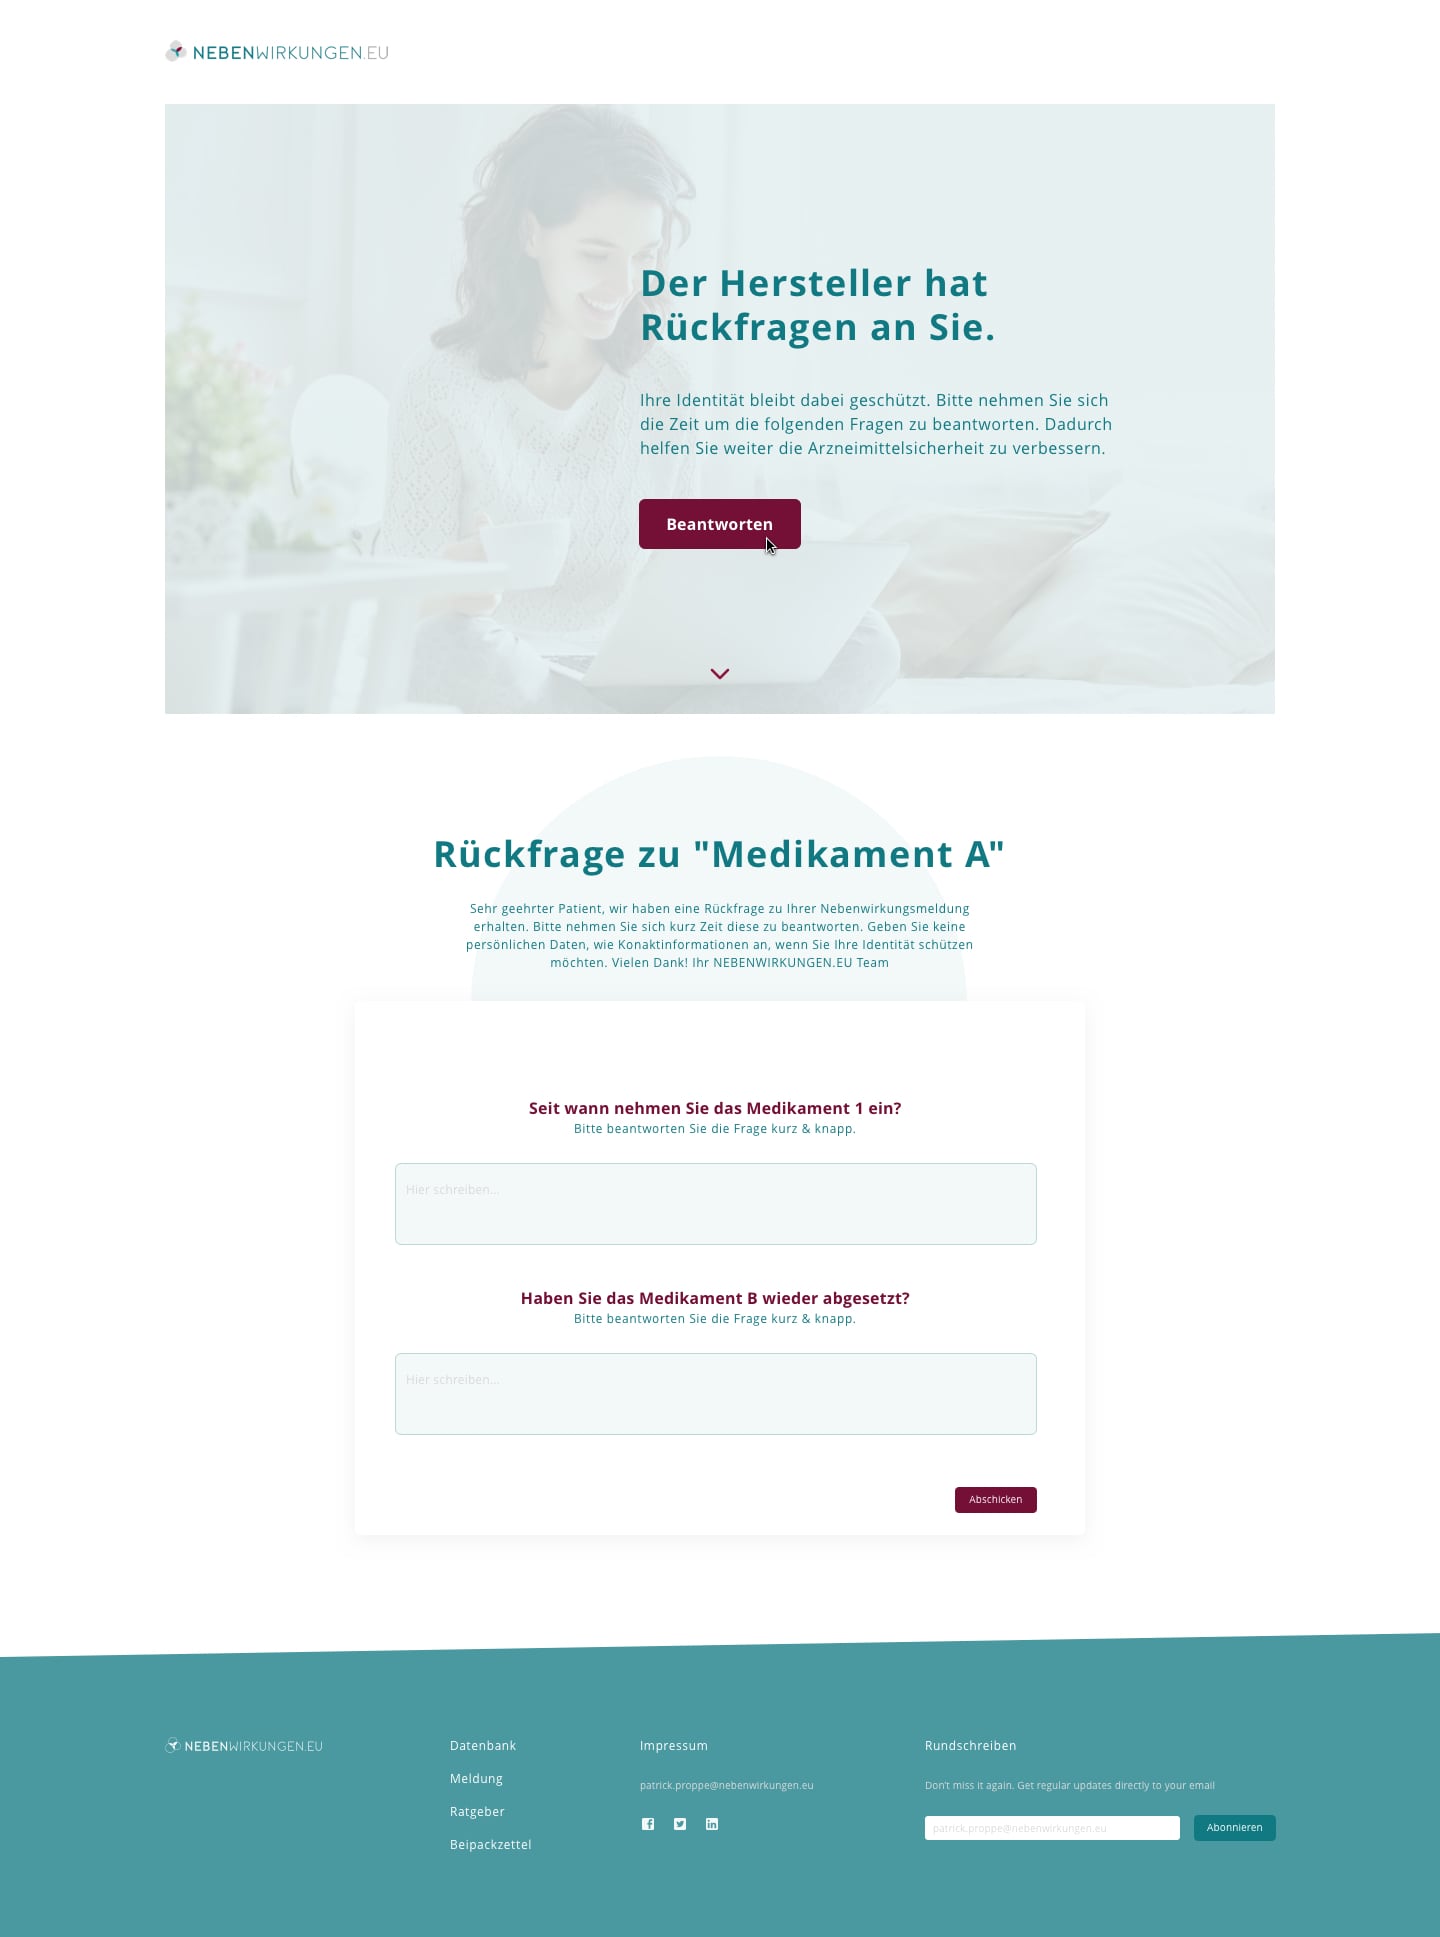 NEBENWIRKUNGEN.EU
Der Hersteller hat
Rückfragen an Sie.
Ihre Identität bleibt dabei geschützt. Bitte nehmen Sie sich
die Zeit um die folgenden Fragen zu beantworten. Dadurch
helfen Sie weiter die Arzneimittelsicherheit zu verbessern.
Beantworten
Rückfrage zu "Medikament A"
Sehr geehrter Patient, wir haben eine Rückfrage zu Ihrer Nebenwirkungsmeldung
erhalten. Bitte nehmen Sie sich kurz Zeit diese zu beantworten. Geben Sie keine
persönlichen Daten, wie Konaktinformationen an, wenn Sie Ihre Identität schützen
möchten. Vielen Dank! Ihr NEBENWIRKUNGEN.EU Team
Seit wann nehmen Sie das Medikament 1 ein?
Bitte beantworten Sie die Frage kurz & knapp.
Hier schreiben...
Haben Sie das Medikament B wieder abgesetzt?
Bitte beantworten Sie die Frage kurz & knapp.
Hier schreiben...
Abschicken
NEBENWIRKUNGEN.EU
Datenbank
Meldung
Ratgeber
Beipackzettel
Impressum
patrick.proppe@nebenwirkungen.eu
Rundschreiben
Don't miss it again. Get regular updates directly to your email
patrick.proppe@nebenwirkungen.eu
Abonnieren